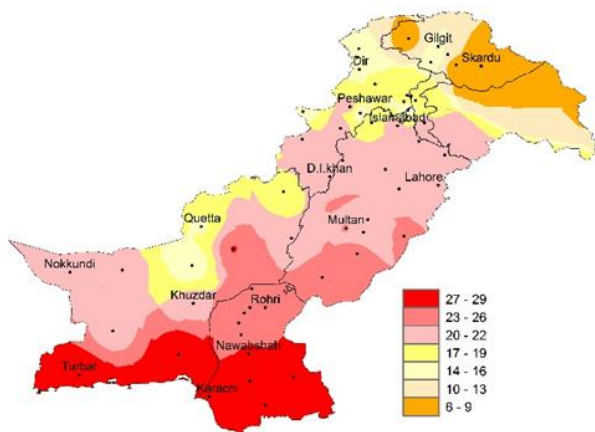 Gilgit
Skardu
Dir
Peshawar
Islamabad
D.I.khan
Lahore
Multan
Quetta
Nokkundi
Khuzdar
Rohri
Nawabshah
Turbat
Karachi
27 - 29
23 - 26
20 - 22
17 - 19
14 - 16
10 - 13
6 - 9